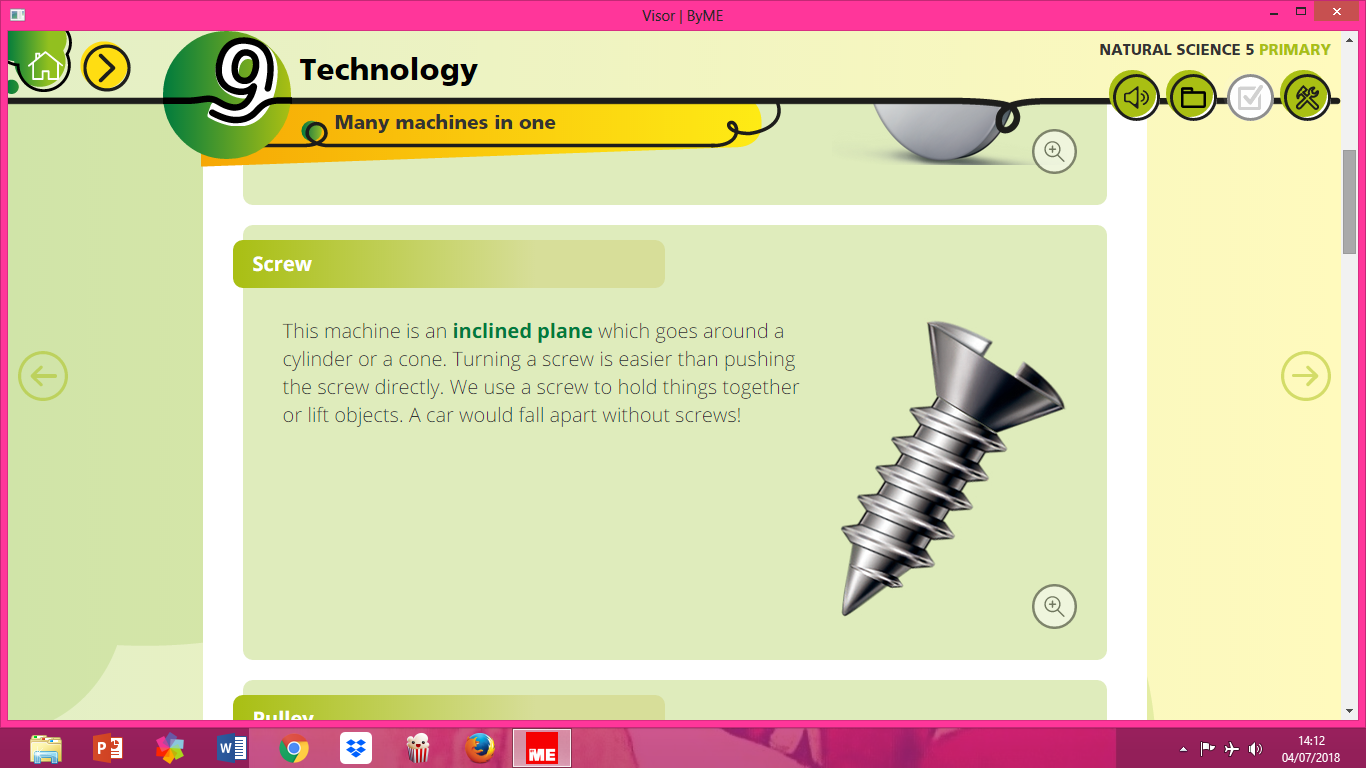 Visor | ByME
NATURAL SCIENCE 5 PRIMARY
9
Technology
Many machines in one
Screw
This machine is an inclined plane which goes around a
cylinder or a cone. Turning a screw is easier than pushing
the screw directly. We use a screw to hold things together
or lift objects. A car would fall apart without screws!
Pulley
ME
14:12
04/07/2018